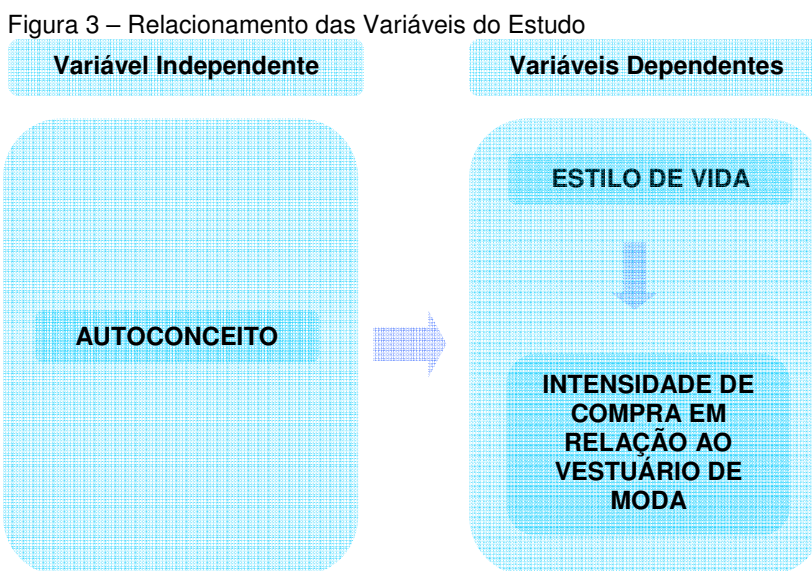 Figura 3 – Relacionamento das Variáveis do Estudo
Variável Independente
Variáveis Dependentes
ESTILO DE VIDA
AUTOCONCEITO
INTENSIDADE DE
COMPRA EM
RELAÇÃO AO
VESTUÁRIO DE
MODA